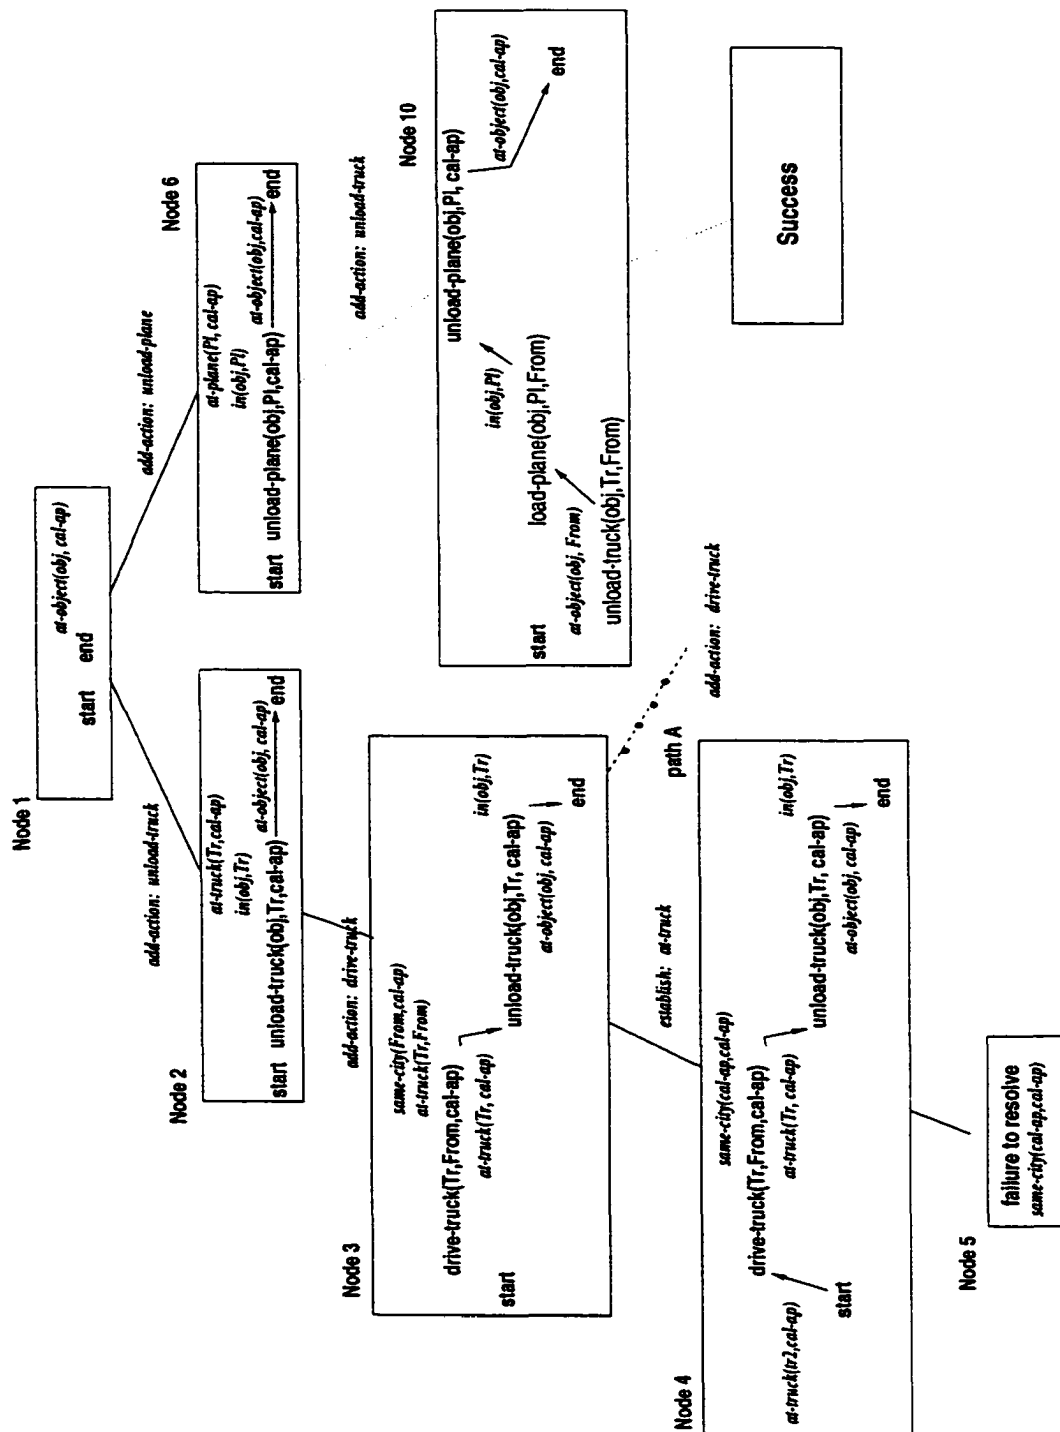 Node 1
at-object(obj, cal-ap)
start end
add-action: unload-truck
add-action: unload-plane
Node 2
at-truck(Tr,cal-ap)
in(obj,Tr)
at-object(obj, cal-ap)
start unload-truck(obj,Tr,cal-ap) end
Node 6
at-plane(Pl, cal-ap)
in(obj,Pl)
at-object(obj,cal-ap)
start unload-plane(obj,Pl,cal-ap) end
add-action: drive-truck
add-action: unload-truck
Node 3
same-city(From,cal-ap)
at-truck(Tr,From)
drive-truck(Tr,From,cal-ap)
at-truck(Tr, cal-ap)
in(obj,Tr)
unload-truck(obj,Tr, cal-ap)
at-object(obj, cal-ap)
start
end
Node 10
unload-plane(obj,Pl, cal-ap)
at-object(obj,cal-ap)
end
in(obj,Pl)
start load-plane(obj,Pl,From)
at-object(obj, From)
unload-truck(obj,Tr,From)
establish: at-truck
path A
add-action: drive-truck
Node 4
same-city(cal-ap,cal-ap)
drive-truck(Tr,From,cal-ap)
at-truck(Tr, cal-ap)
in(obj,Tr)
unload-truck(obj,Tr, cal-ap)
at-object(obj, cal-ap)
at-truck(tr2,cal-ap)
start
end
Success
Node 5
failure to resolve
same-city(cal-ap,cal-ap)